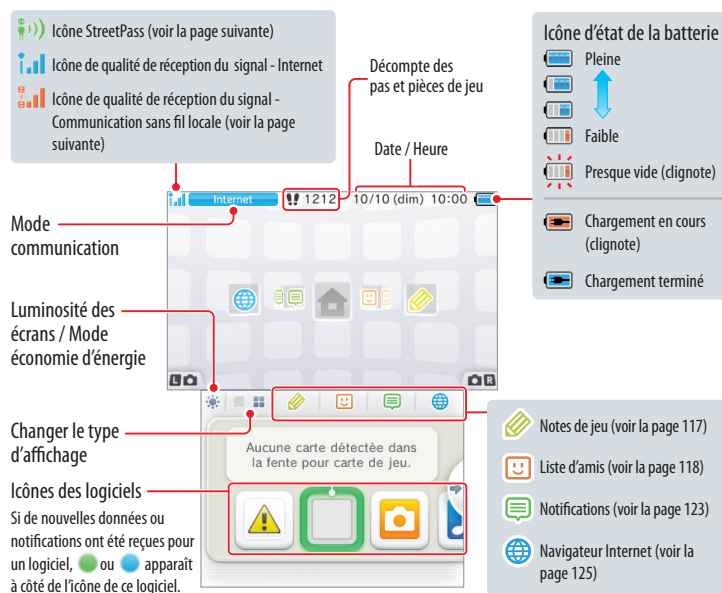 Icône StreetPass (voir la page suivante)
Icône de qualité de réception du signal - Internet
Icône de qualité de réception du signal -
Communication sans fil locale (voir la page
suivante)
Décompte des
pas et pièces de jeu
Date / Heure
Icône d'état de la batterie
Pleine
Faible
Presque vide (clignote)
Chargement en cours
(clignote)
Chargement terminé
Internet
1212
10/10 (dim) 10:00
Mode
communication
Luminosité des
écrans / Mode
économie d'énergie
L
R
Changer le type
d'affichage
Aucune carte détectée dans
la fente pour carte de jeu.
Icônes des logiciels
Si de nouvelles données ou
notifications ont été reçues pour
un logiciel, ou apparaît
à côté de l'icône de ce logiciel.
Notes de jeu (voir la page 117)
Liste d'amis (voir la page 118)
Notifications (voir la page 123)
Navigateur Internet (voir la
page 125)